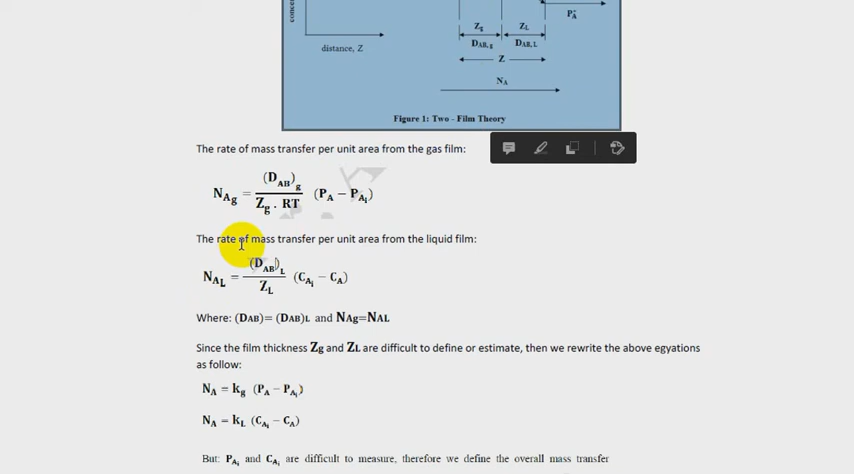 concen
distance, Z
Zg ZL
DAB, g DAB, L
Z
NA
PA*
Figure 1: Two - Film Theory
The rate of mass transfer per unit area from the gas film:
NAg = (DAB)g / Zg . RT (PA − PAi)
The rate of mass transfer per unit area from the liquid film:
NAL = (DAB)L / ZL (CAi − CA)
Where: (DAB)= (DAB)L and NAg=NAL
Since the film thickness Zg and ZL are difficult to define or estimate, then we rewrite the above egyations
as follow:
NA = kg (PA − PAi)
NA = kL (CAi − CA)
But: PAi and CAi are difficult to measure, therefore we define the overall mass transfer